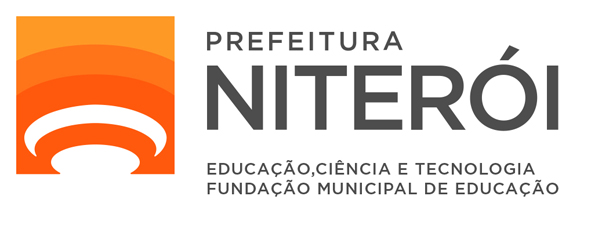 PREFEITURA
NITERÓI
EDUCAÇÃO,CIÊNCIA E TECNOLOGIA
FUNDAÇÃO MUNICIPAL DE EDUCAÇÃO